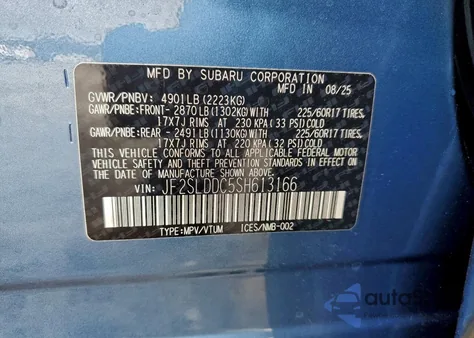 MFD. BY SUBARU CORPORATION
MFD IN 08/25
GVWR/PNBV: 4901LB(2223KG)
GAWR/PNBE:FRONT- 2870LB(1302KG)WITH 225/60R17 TIRES
17X7J RIMS AT 230 KPA(33 PSI)COLD
GAWR/PNBE:REAR - 2491LB(1130KG)WITH 225/60R17 TIRES
17X7J RIMS AT 220 KPA(32 PSI)COLD
THIS VEHICLE CONFORMS TO ALL APPLICABLE FEDERAL MOTOR
VEHICLE SAFETY AND THEFT PREVENTION STANDARDS IN EFFECT
ON THE DATE OF MANUFACTURE SHOWN ABOVE.
VIN: JF2SLDDC5SH613166
TYPE:MPV/VTUM ICES/NMB-002